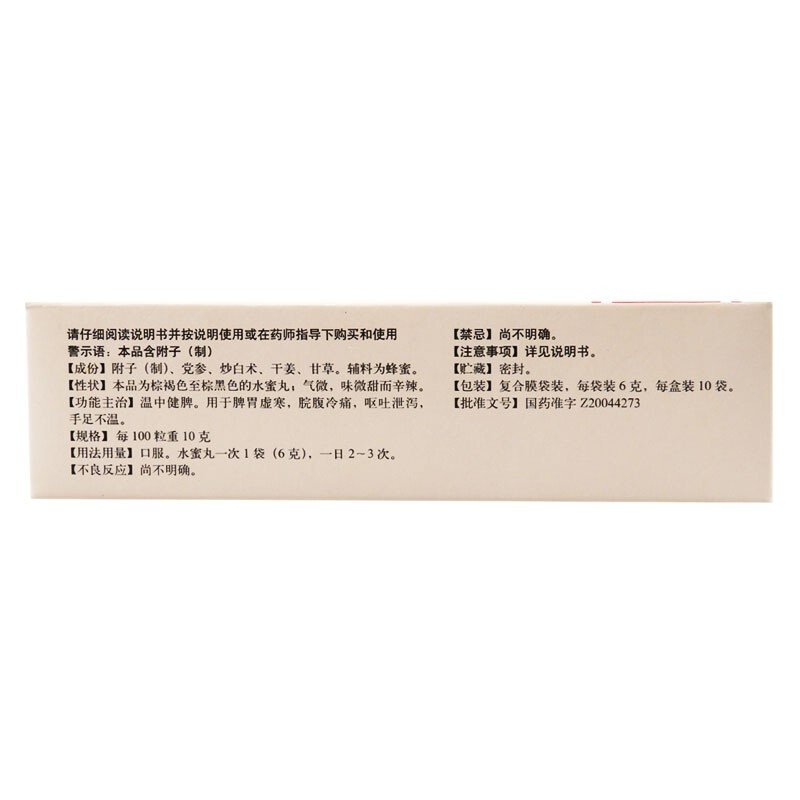 请仔细阅读说明书并按说明使用或在药师指导下购买和使用
警示语：本品含附子（制）
【成份】附子（制）、党参、炒白术、干姜、甘草。辅料为蜂蜜。
【性状】本品为棕褐色至棕黑色的水蜜丸；气微，味微甜而辛辣。
【功能主治】温中健脾。用于脾胃虚寒，脘腹冷痛，呕吐泄泻，
手足不温。
【规格】每100粒重10克
【用法用量】口服。水蜜丸一次1袋（6克），一日2～3次。
【不良反应】尚不明确。
【禁忌】尚不明确。
【注意事项】详见说明书。
【贮藏】密封。
【包装】复合膜袋装，每袋装6克，每盒装10袋。
【批准文号】国药准字Z20044273